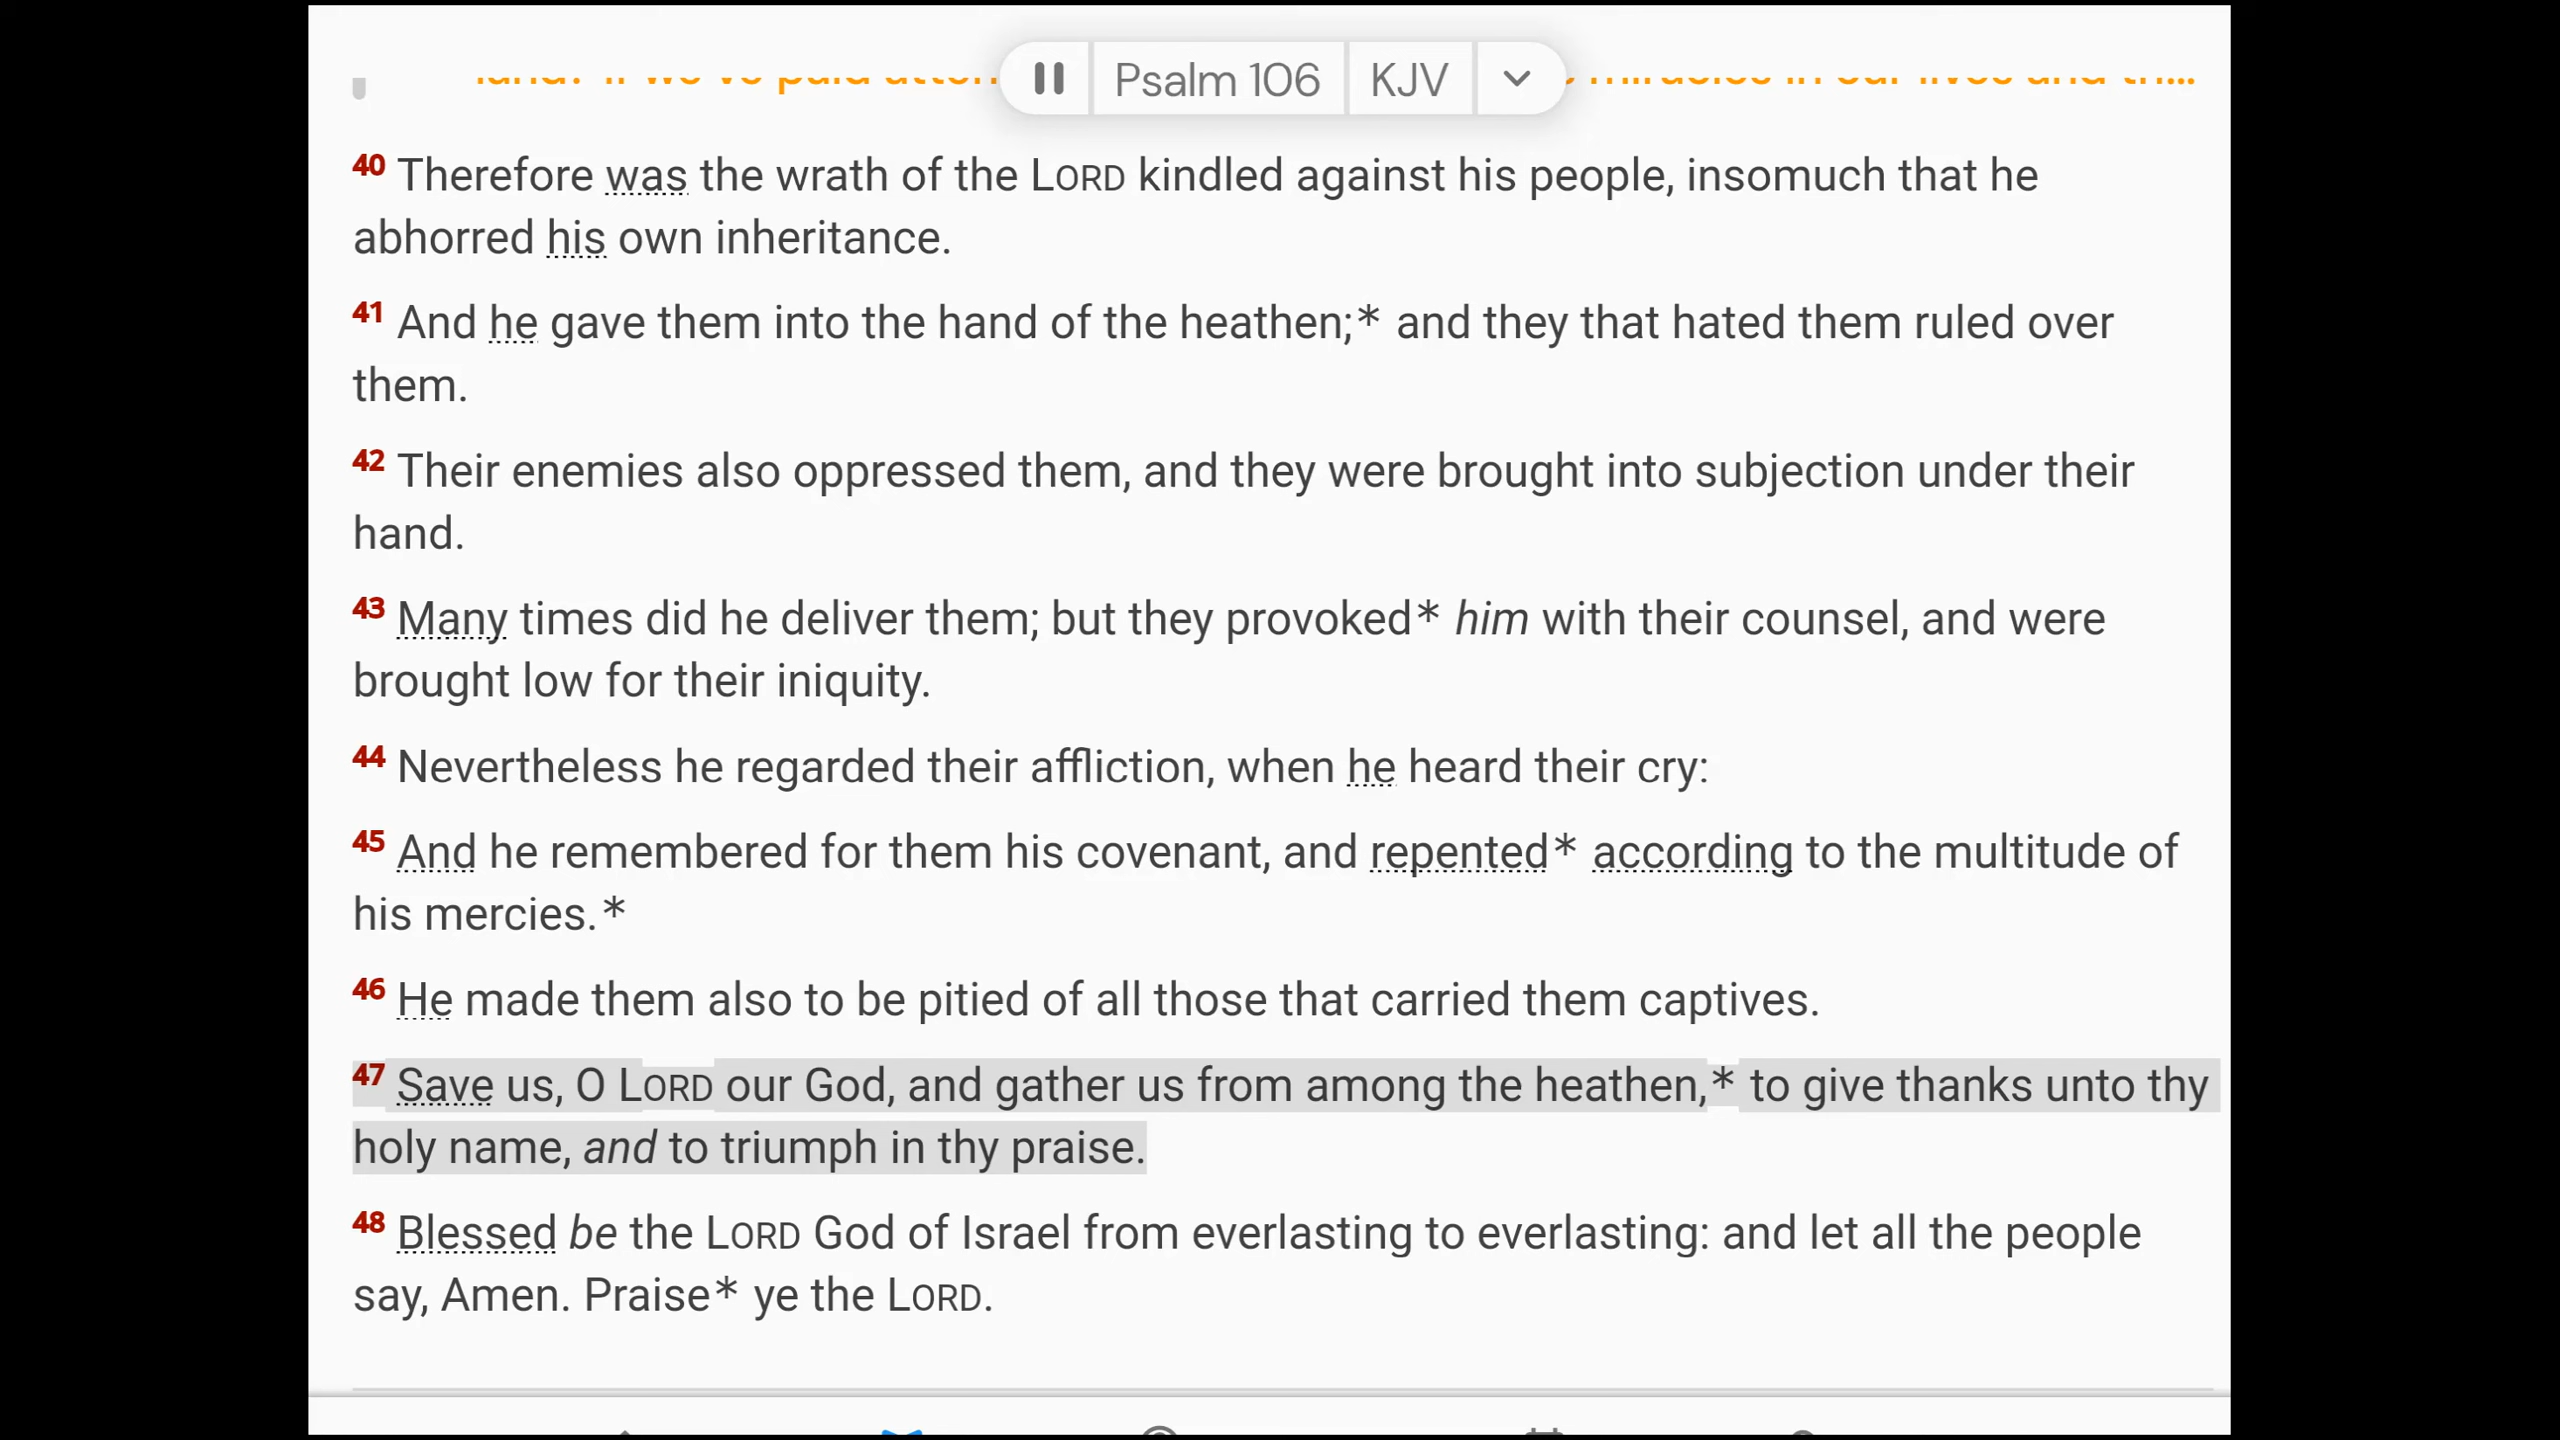 Psalm 106 KJV
40 Therefore was the wrath of the LORD kindled against his people, insomuch that he
abhorred his own inheritance.
41 And he gave them into the hand of the heathen;* and they that hated them ruled over
them.
42 Their enemies also oppressed them, and they were brought into subjection under their
hand.
43 Many times did he deliver them; but they provoked* him with their counsel, and were
brought low for their iniquity.
44 Nevertheless he regarded their affliction, when he heard their cry:
45 And he remembered for them his covenant, and repented* according to the multitude of
his mercies.*
46 He made them also to be pitied of all those that carried them captives.
47 Save us, O LORD our God, and gather us from among the heathen,* to give thanks unto thy
holy name, and to triumph in thy praise.
48 Blessed be the LORD God of Israel from everlasting to everlasting: and let all the people
say, Amen. Praise* ye the LORD.